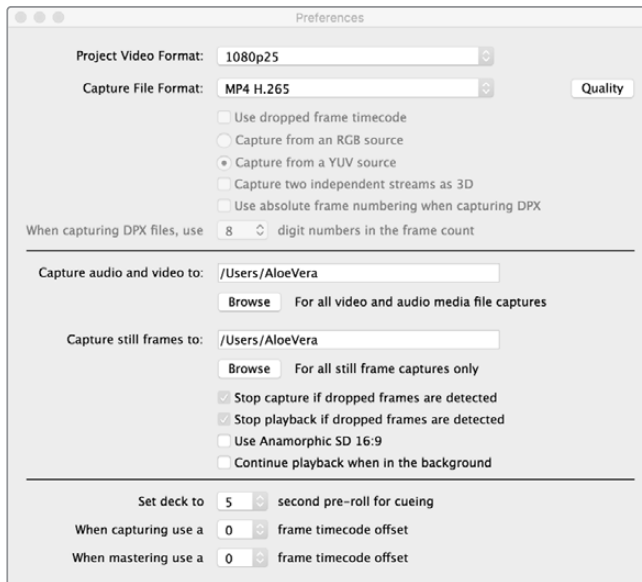 Preferences
Project Video Format: 1080p25
Capture File Format: MP4 H.265 Quality
Use dropped frame timecode
Capture from an RGB source
Capture from a YUV source
Capture two independent streams as 3D
Use absolute frame numbering when capturing DPX
When capturing DPX files, use 8 digit numbers in the frame count
Capture audio and video to: /Users/AloeVera
Browse For all video and audio media file captures
Capture still frames to: /Users/AloeVera
Browse For all still frame captures only
Stop capture if dropped frames are detected
Stop playback if dropped frames are detected
Use Anamorphic SD 16:9
Continue playback when in the background
Set deck to 5 second pre-roll for cueing
When capturing use a 0 frame timecode offset
When mastering use a 0 frame timecode offset